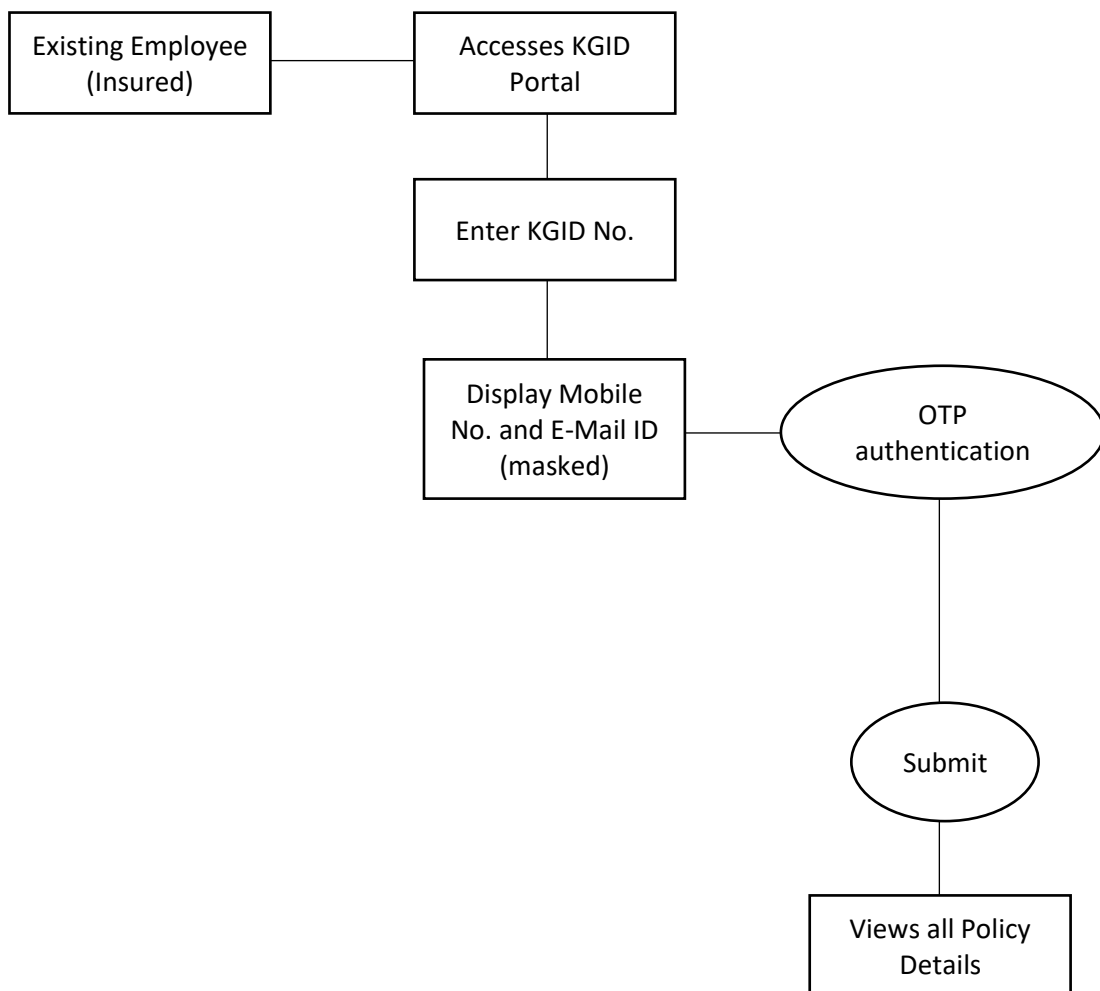 Existing Employee
(Insured)
Accesses KGID
Portal
Enter KGID No.
Display Mobile
No. and E-Mail ID
(masked)
OTP
authentication
Submit
Views all Policy
Details